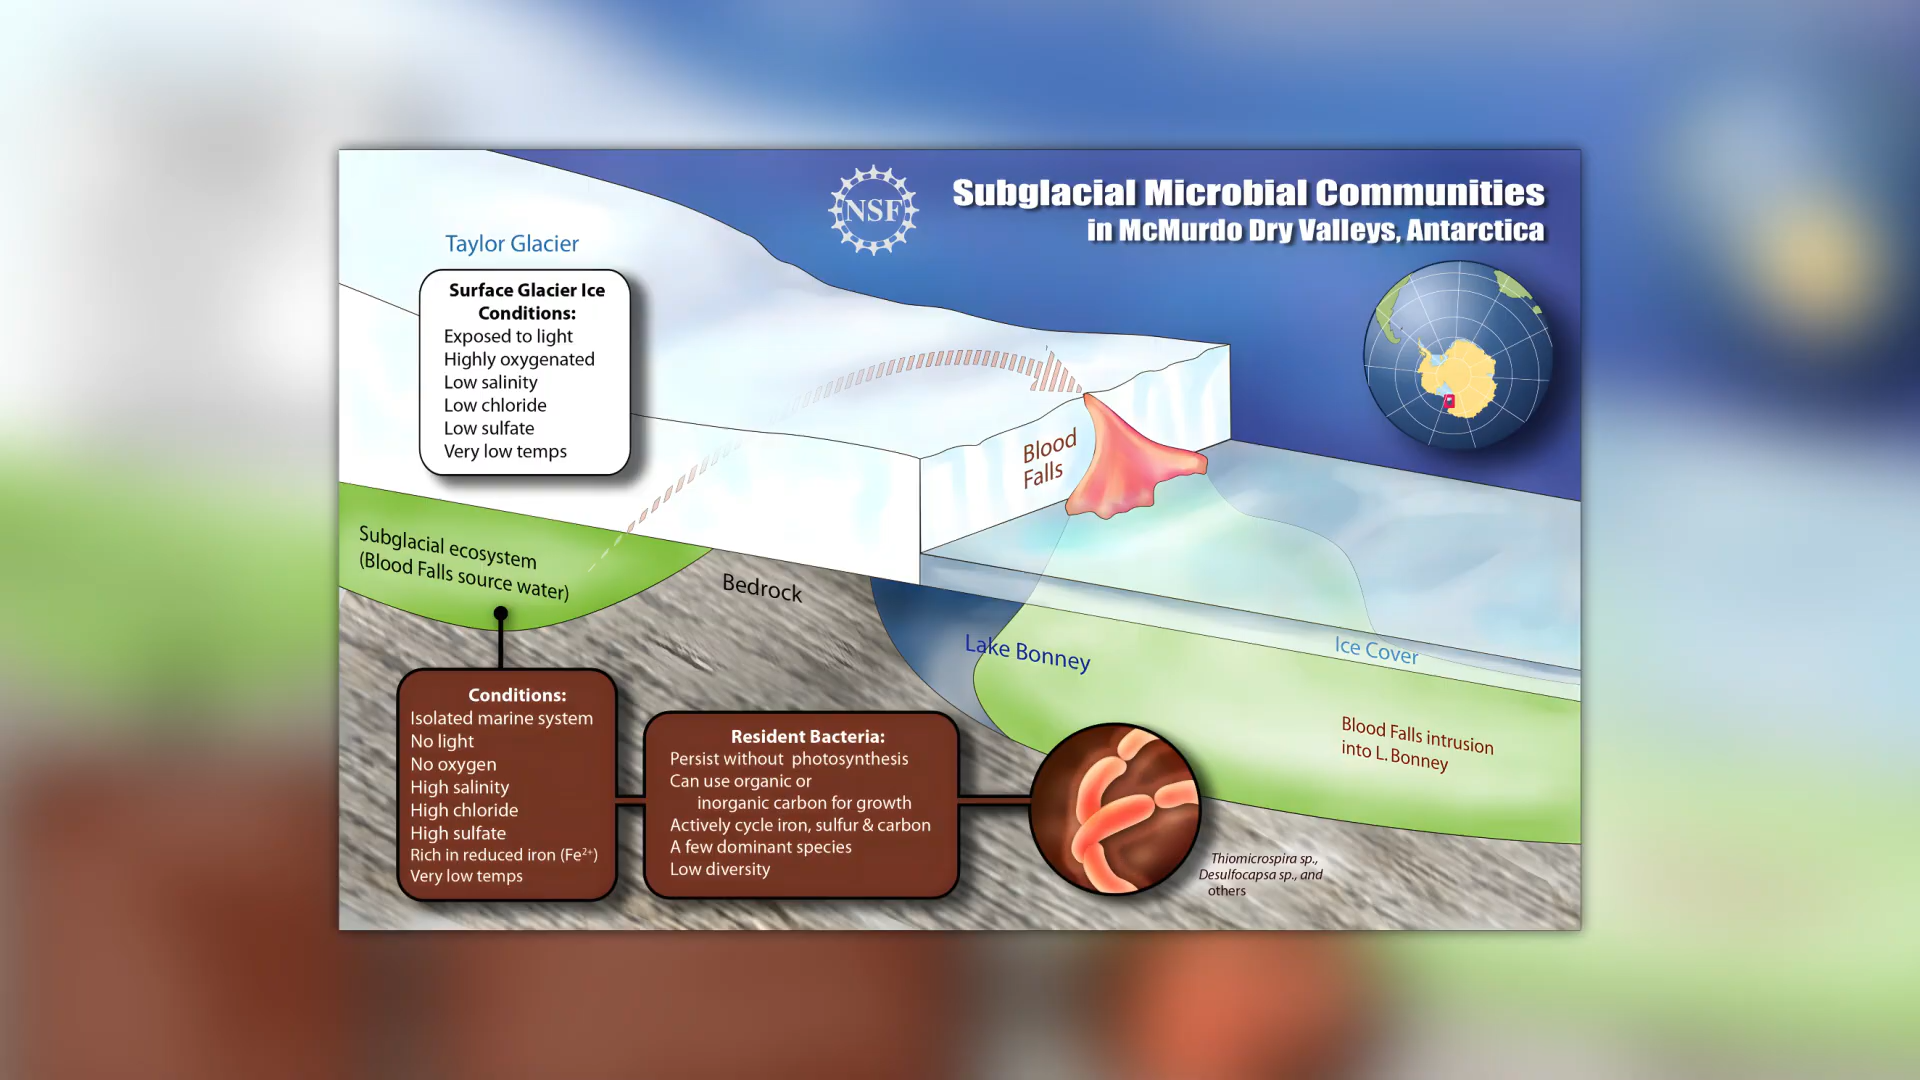 NSF
Subglacial Microbial Communities
in McMurdo Dry Valleys, Antarctica
Taylor Glacier
Surface Glacier Ice
Conditions:
Exposed to light
Highly oxygenated
Low salinity
Low chloride
Low sulfate
Very low temps
Blood
Falls
Subglacial ecosystem
(Blood Falls source water)
Bedrock
Lake Bonney
Ice Cover
Blood Falls intrusion
into L. Bonney
Conditions:
Isolated marine system
No light
No oxygen
High salinity
High chloride
High sulfate
Rich in reduced iron (Fe²⁺)
Very low temps
Resident Bacteria:
Persist without photosynthesis
Can use organic or
inorganic carbon for growth
Actively cycle iron, sulfur & carbon
A few dominant species
Low diversity
Thiomicrospira sp.,
Desulfocapsa sp., and
others